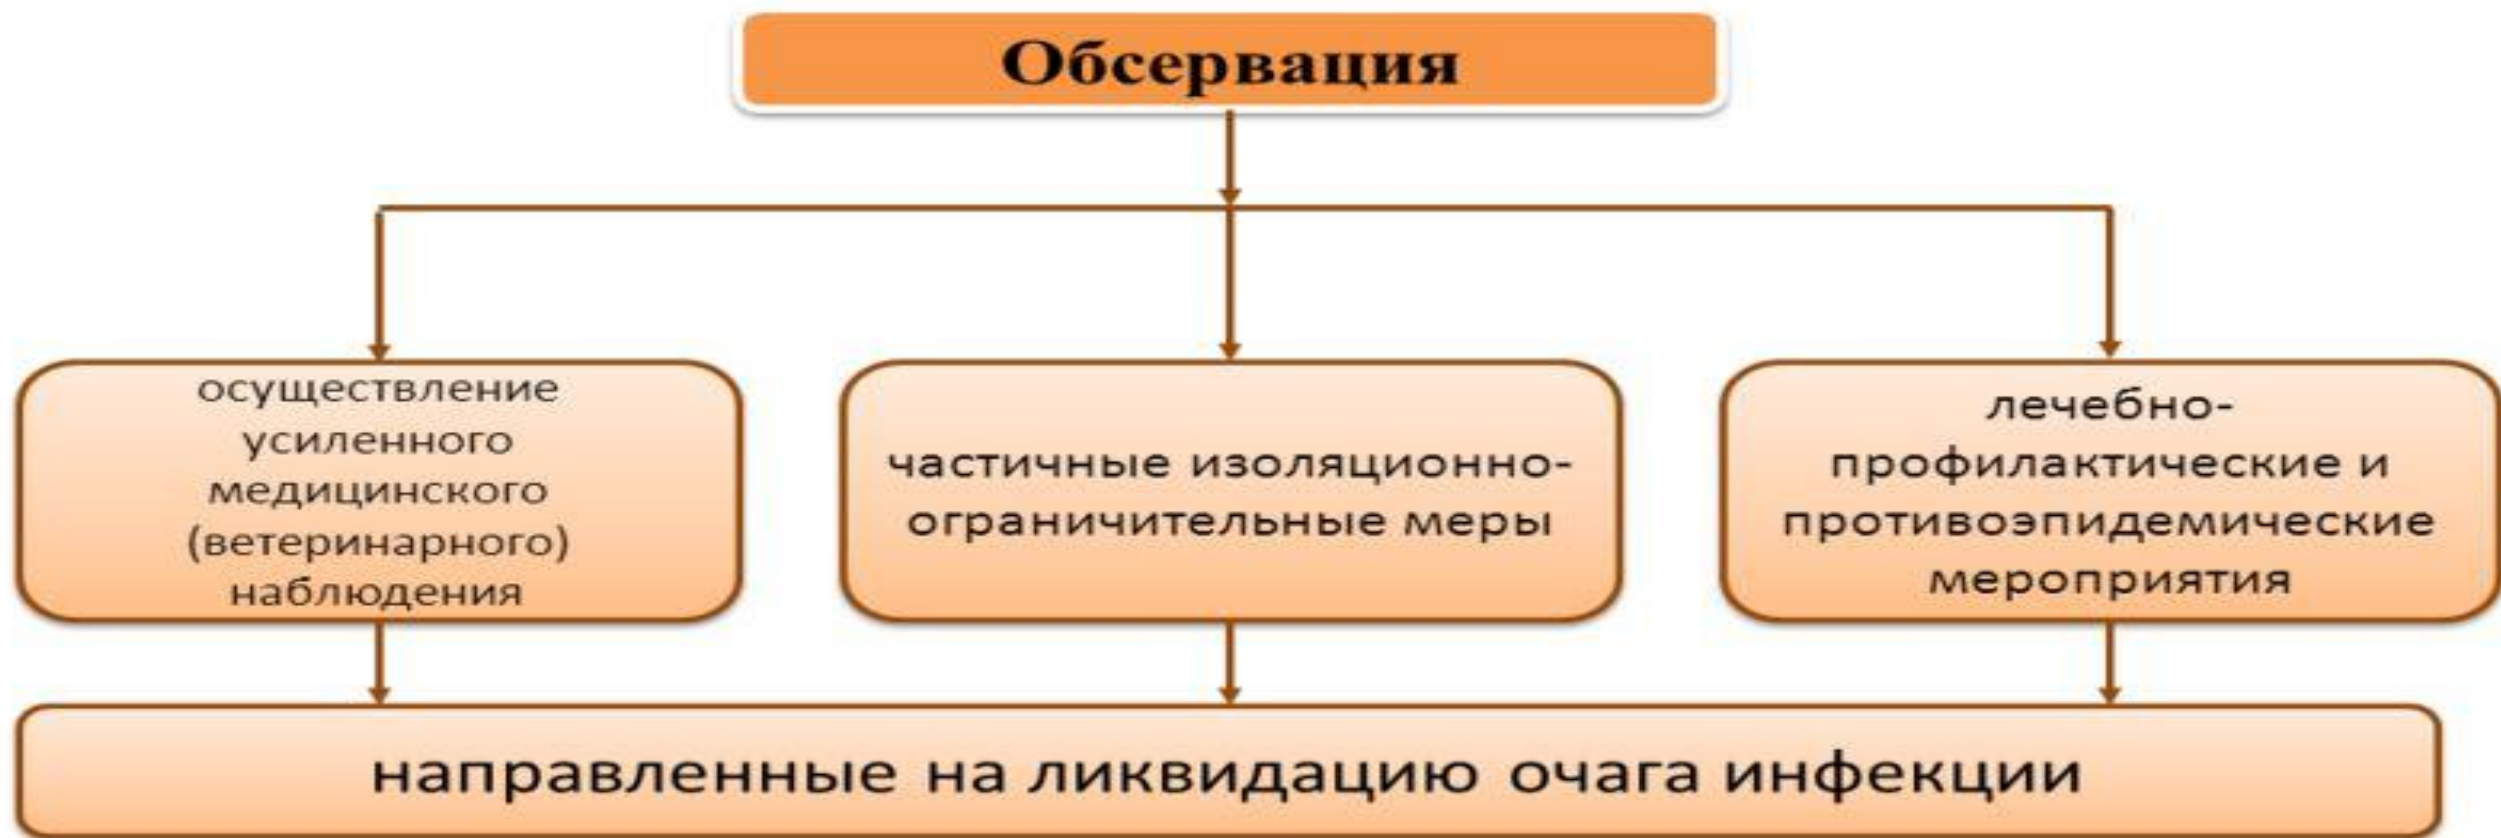 Обсервация
осуществление
усиленного
медицинского
(ветеринарного)
наблюдения
частичные изоляционно-
ограничительные меры
лечебно-
профилактические и
противоэпидемические
мероприятия
направленные на ликвидацию очага инфекции